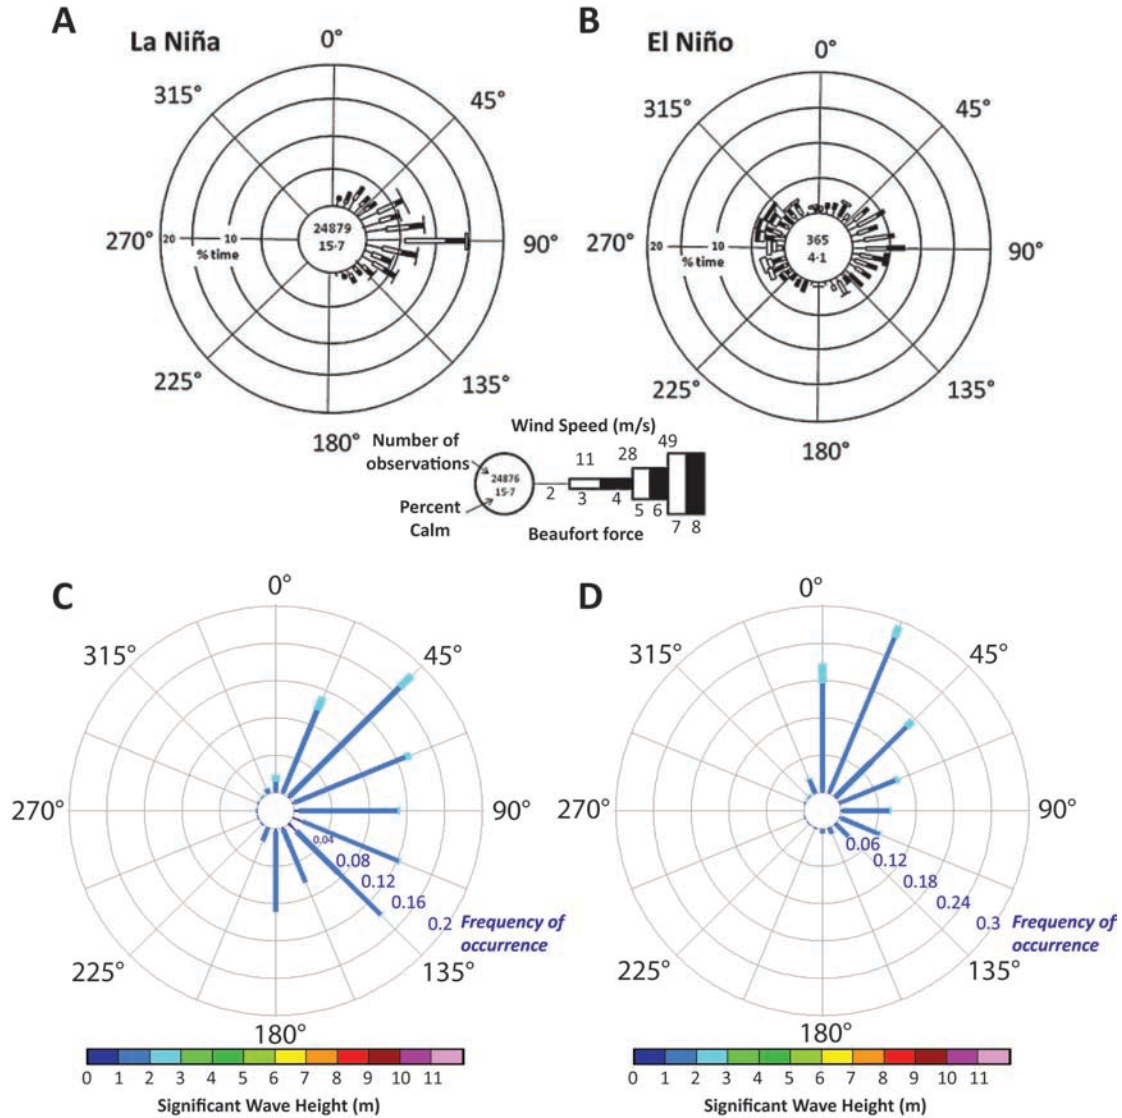 A
La Niña
0°
45°
90°
135°
180°
225°
270°
315°
20
10
% time
24879
15·7
B
El Niño
0°
45°
90°
135°
180°
225°
270°
315°
20
10
% time
365
4·1
Wind Speed (m/s)
11
28
49
Number of
observations
24876
15·7
Percent
Calm
2
3
4
5
6
7
8
Beaufort force
C
0°
45°
90°
135°
180°
225°
270°
315°
0.04
0.08
0.12
0.16
0.2
Frequency of
occurrence
0 1 2 3 4 5 6 7 8 9 10 11
Significant Wave Height (m)
D
0°
45°
90°
135°
180°
225°
270°
315°
0.06
0.12
0.18
0.24
0.3
Frequency of
occurrence
0 1 2 3 4 5 6 7 8 9 10 11
Significant Wave Height (m)